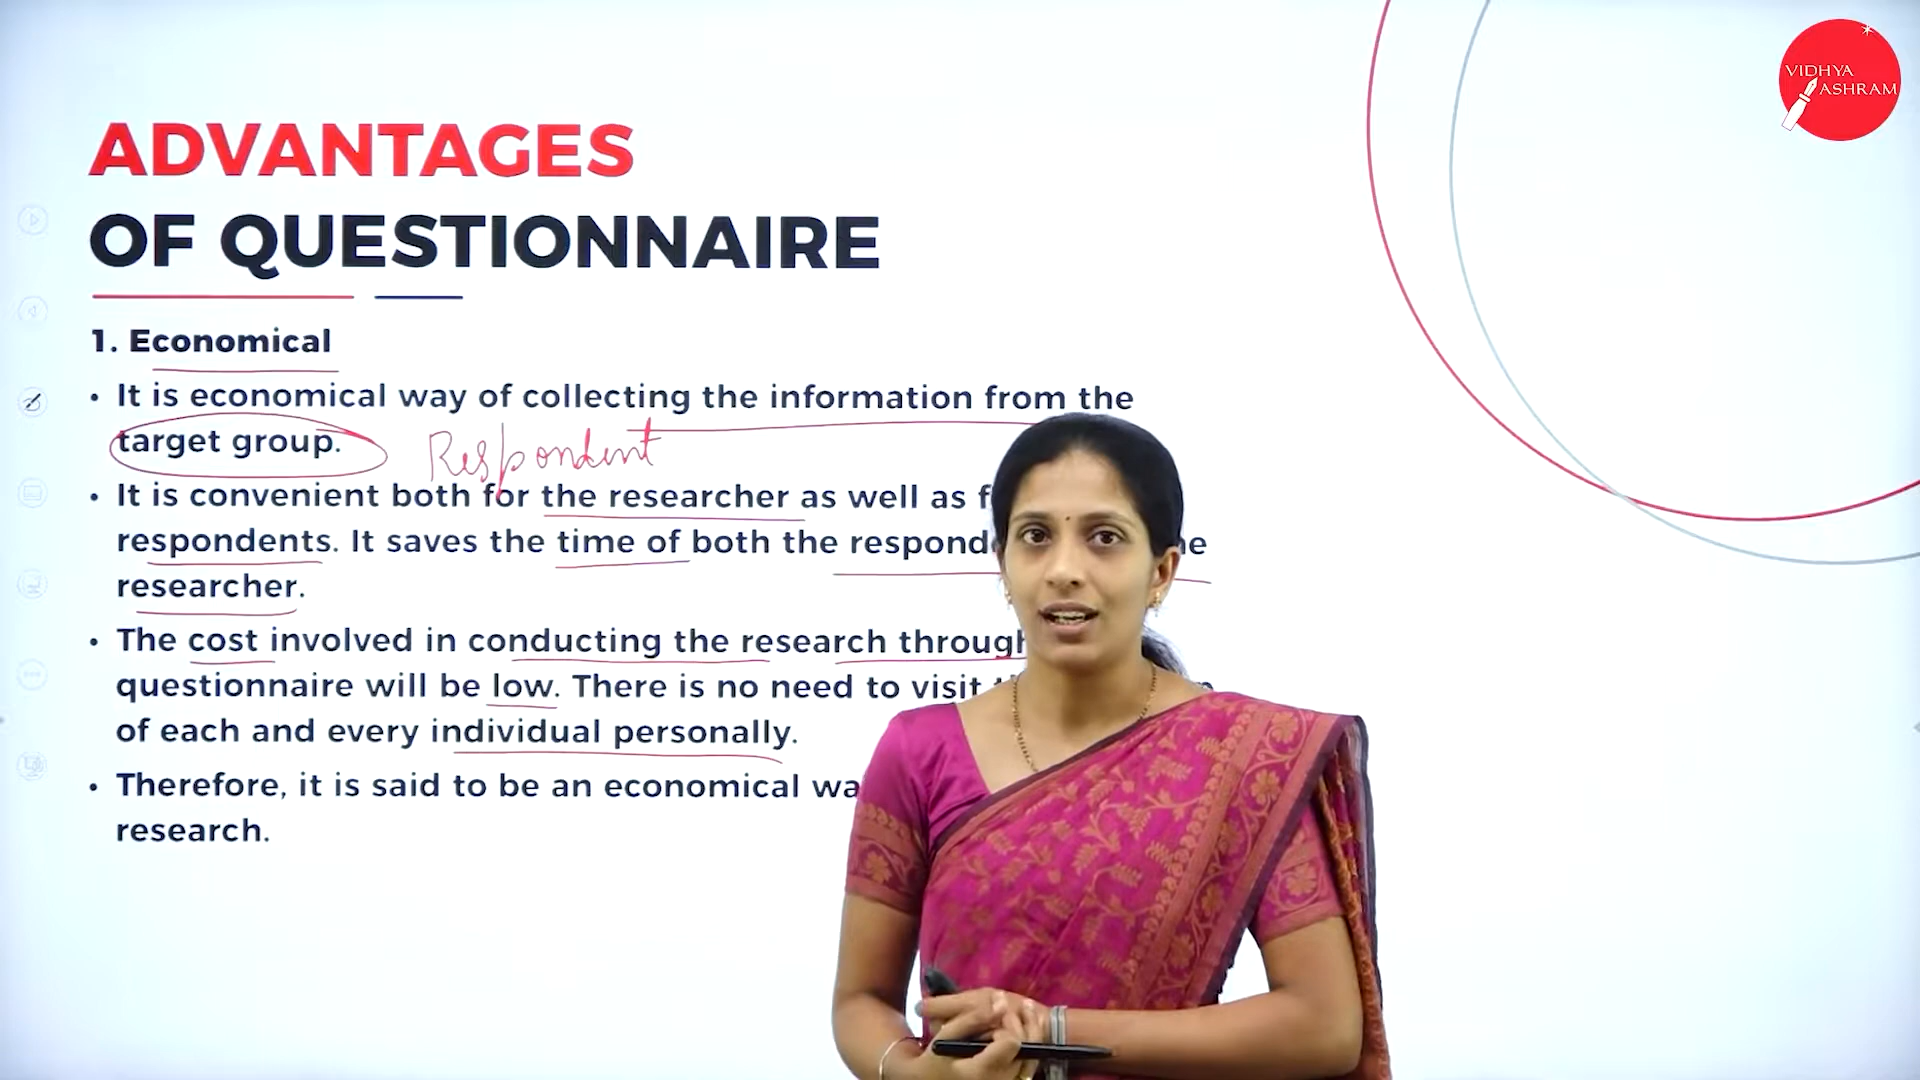 VIDHYA
ASHRAM
ADVANTAGES
OF QUESTIONNAIRE
1. Economical
• It is economical way of collecting the information from the
target group.
Respondent
• It is convenient both for the researcher as well as
respondents. It saves the time of both the
researcher.
• The cost involved in conducting the research
questionnaire will be low. There is no need to visit
of each and every individual personally.
• Therefore, it is said to be an economical
research.